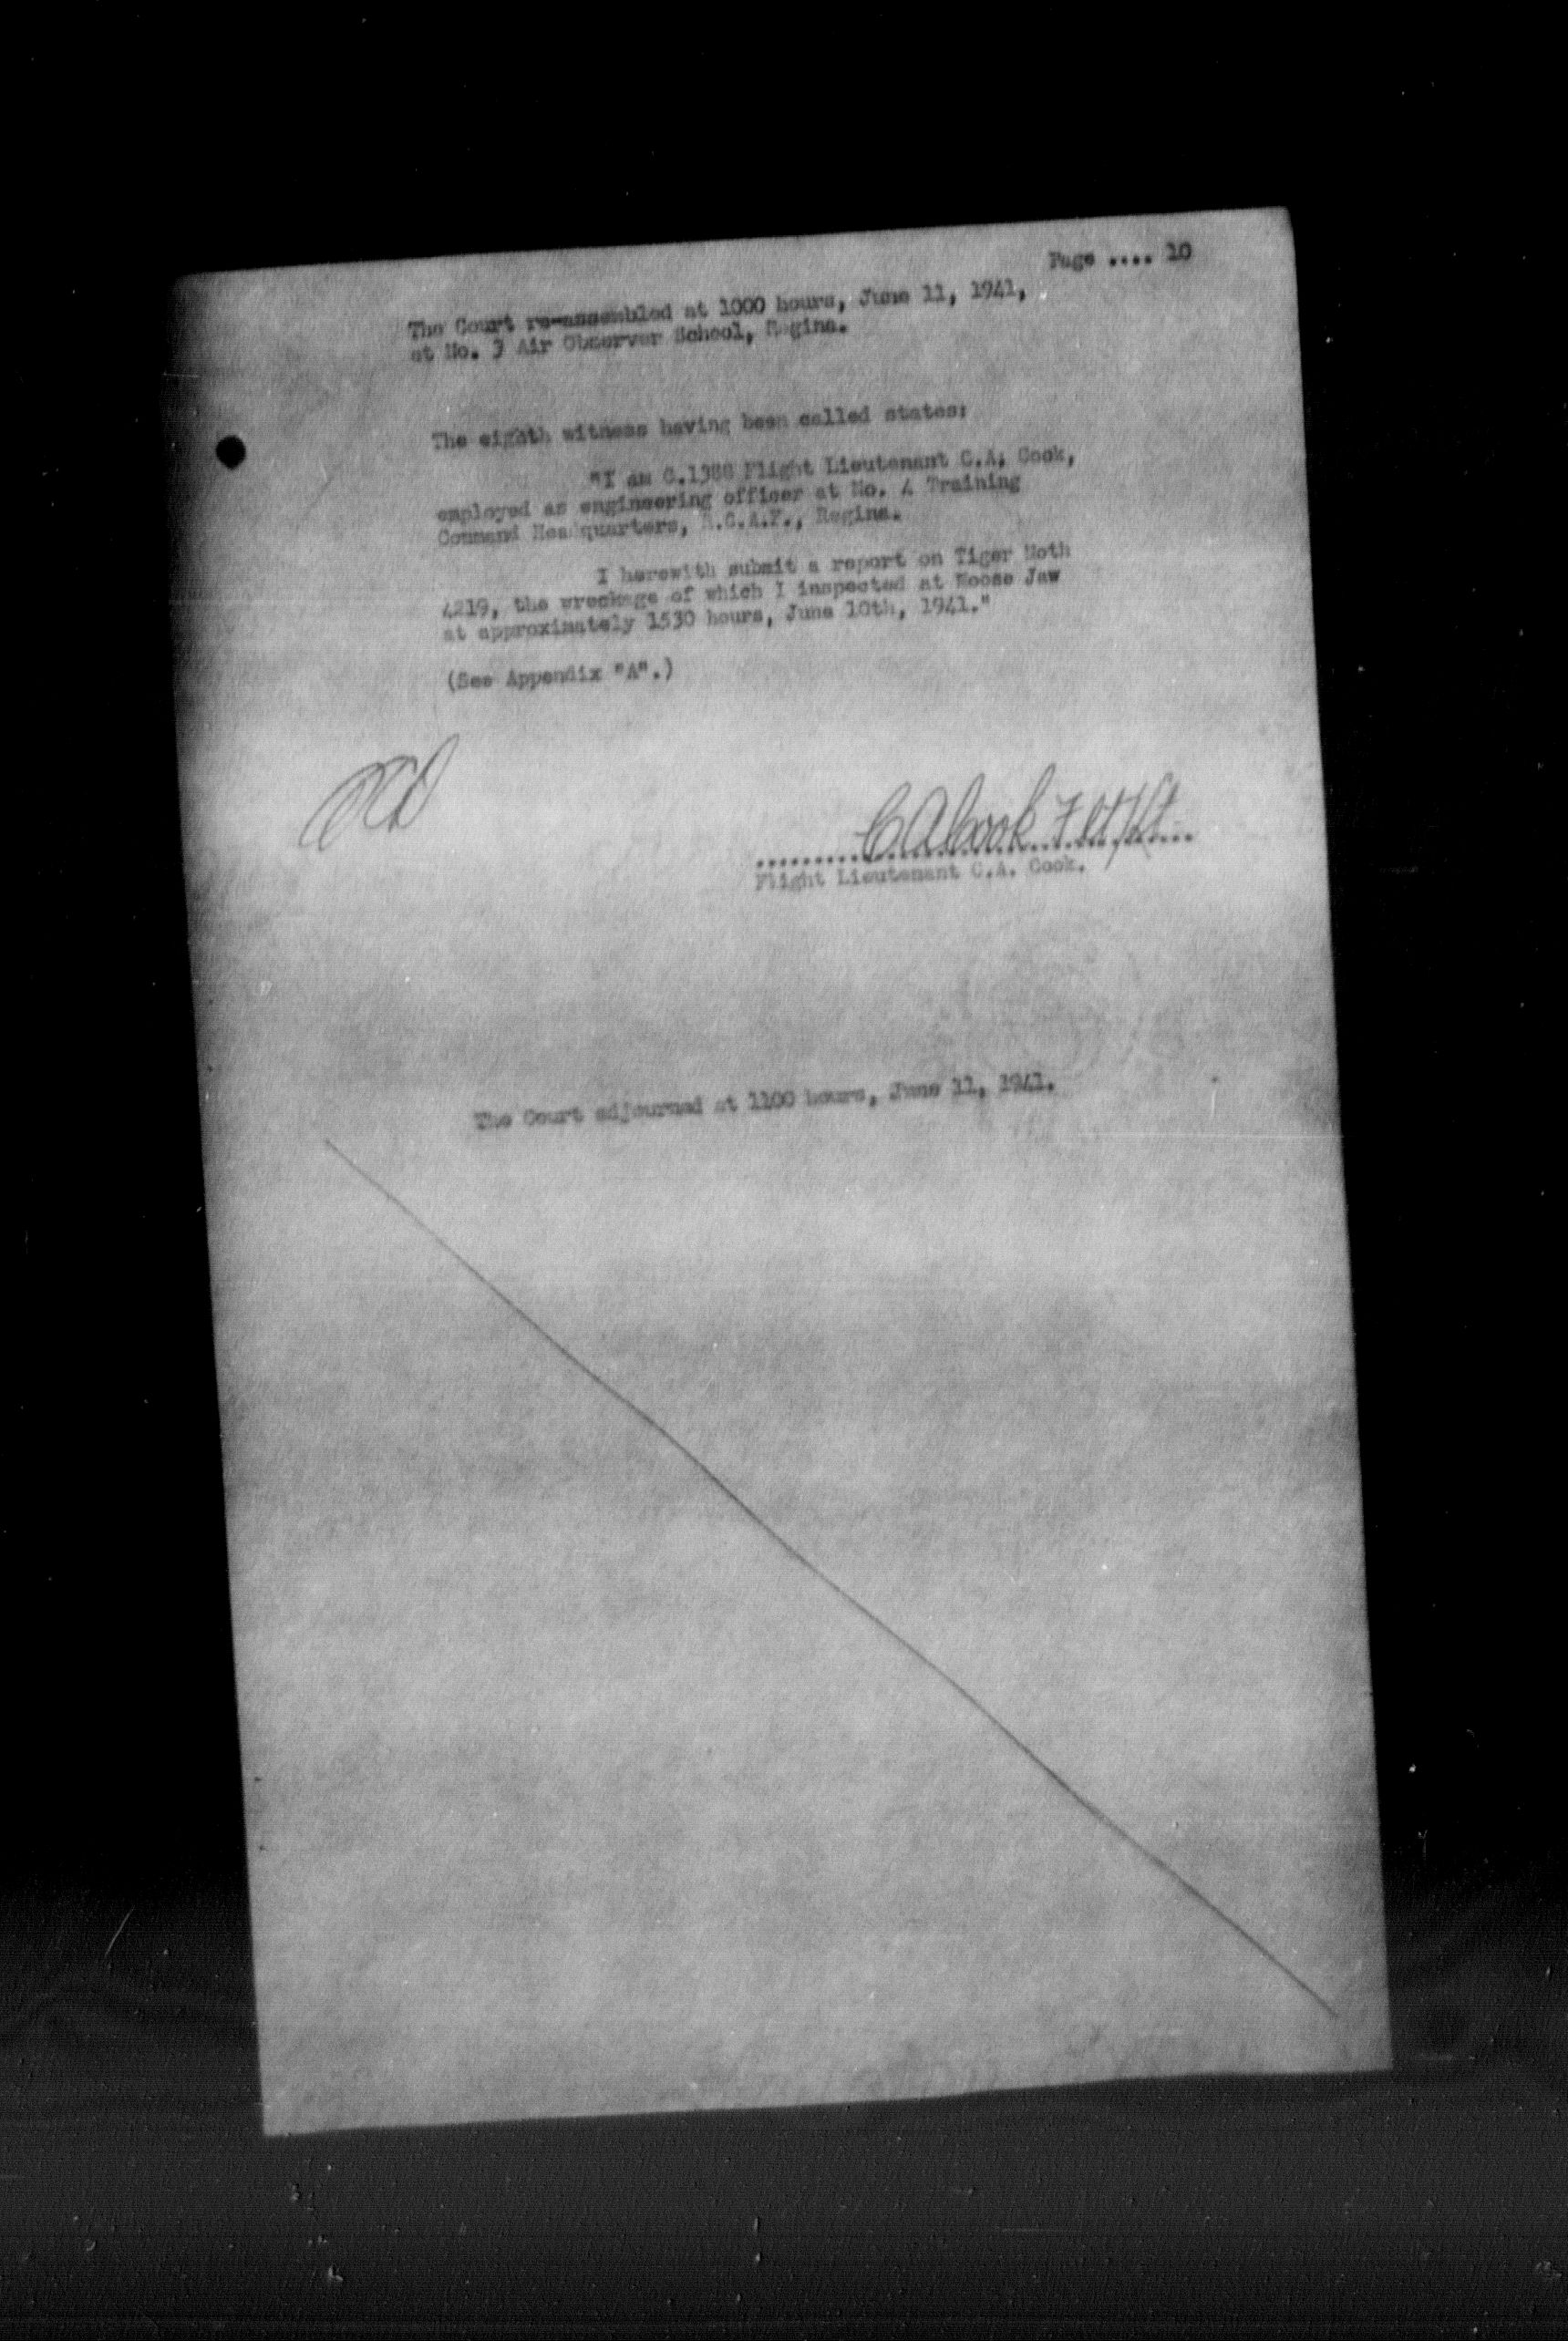 Page .... 10
The Court re-assembled at 1000 hours, June 11, 1941,
at No. 3 Air Observer School, Regina.
The eighth witness having been called states:
"I am C.1388 Flight Lieutenant C.A. Cook,
employed as engineering officer at No. 4 Training
Command Headquarters, R.C.A.F., Regina.
I herewith submit a report on Tiger Moth
4219, the wreckage of which I inspected at Moose Jaw
at approximately 1530 hours, June 10th, 1941."
(See Appendix "A".)
C A Cook F Lt
Flight Lieutenant C.A. Cook.
The Court adjourned at 1100 hours, June 11, 1941.